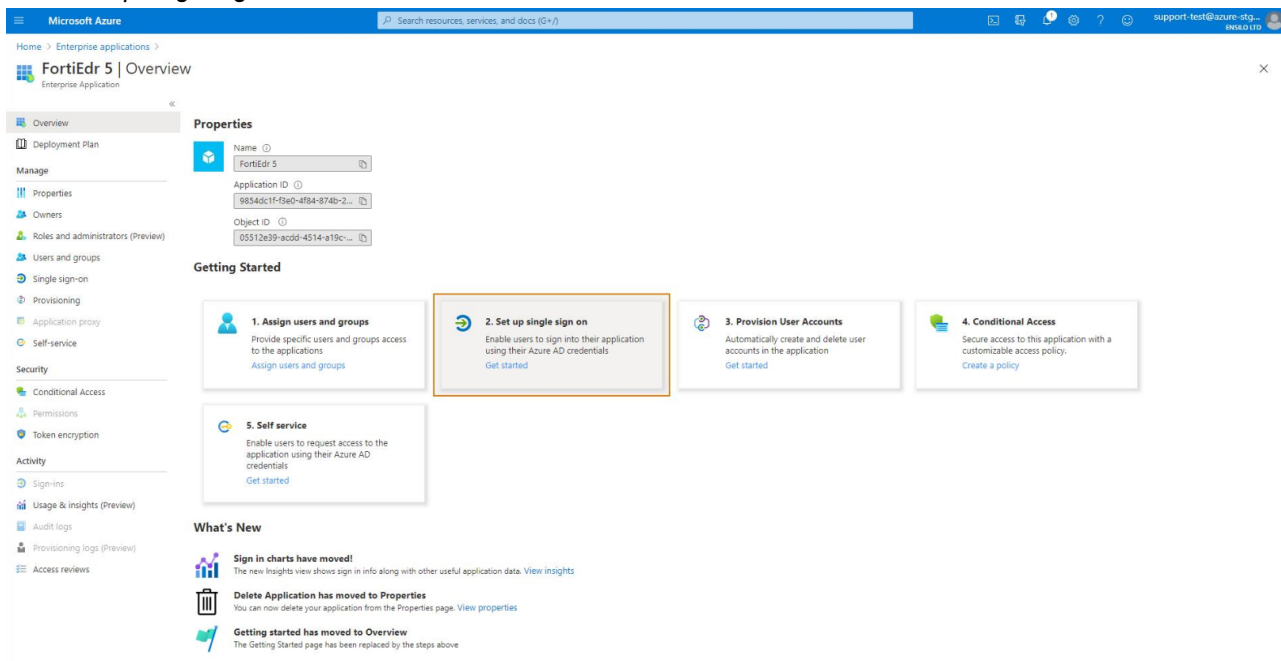 Microsoft Azure
Search resources, services, and docs (G+/)
1
support-test@azure-stg...
ENSILO LTD
Home > Enterprise applications >
FortiEdr 5 | Overview
Enterprise Application
Overview
Deployment Plan
Manage
Properties
Owners
Roles and administrators (Preview)
Users and groups
Single sign-on
Provisioning
Application proxy
Self-service
Security
Conditional Access
Permissions
Token encryption
Activity
Sign-ins
Usage & insights (Preview)
Audit logs
Provisioning logs (Preview)
Access reviews
Properties
Name
FortiEdr 5
Application ID
9854dc1f-f3e0-4f84-874b-2...
Object ID
05512e39-acdd-4514-a19c-...
Getting Started
1. Assign users and groups
Provide specific users and groups access
to the applications
Assign users and groups
2. Set up single sign on
Enable users to sign into their application
using their Azure AD credentials
Get started
3. Provision User Accounts
Automatically create and delete user
accounts in the application
Get started
4. Conditional Access
Secure access to this application with a
customizable access policy.
Create a policy
5. Self service
Enable users to request access to the
application using their Azure AD
credentials
Get started
What's New
Sign in charts have moved!
The new Insights view shows sign in info along with other useful application data. View insights
Delete Application has moved to Properties
You can now delete your application from the Properties page. View properties
Getting started has moved to Overview
The Getting Started page has been replaced by the steps above